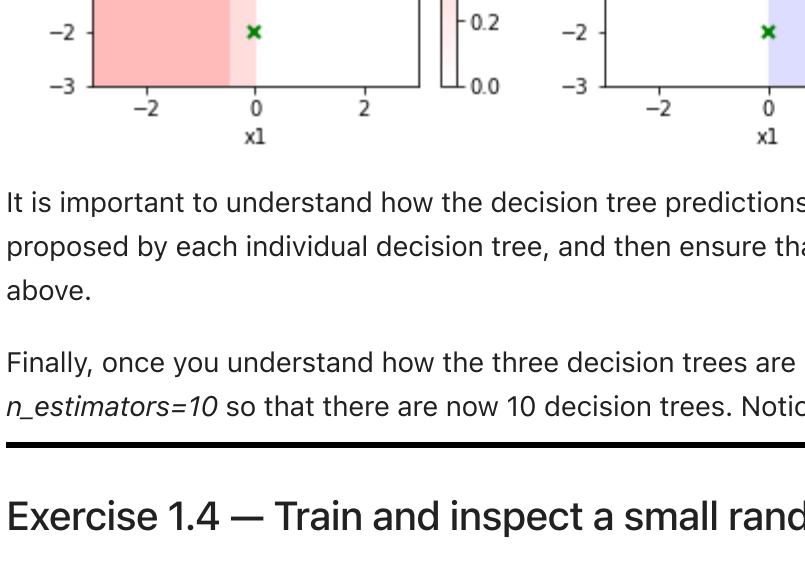 −2
0.2
−2
−3
0.0
−3
−2 0 2
−2 0
x1
x1
It is important to understand how the decision tree predictions
proposed by each individual decision tree, and then ensure tha
above.
Finally, once you understand how the three decision trees are
n_estimators=10 so that there are now 10 decision trees. Notic
Exercise 1.4 — Train and inspect a small rand